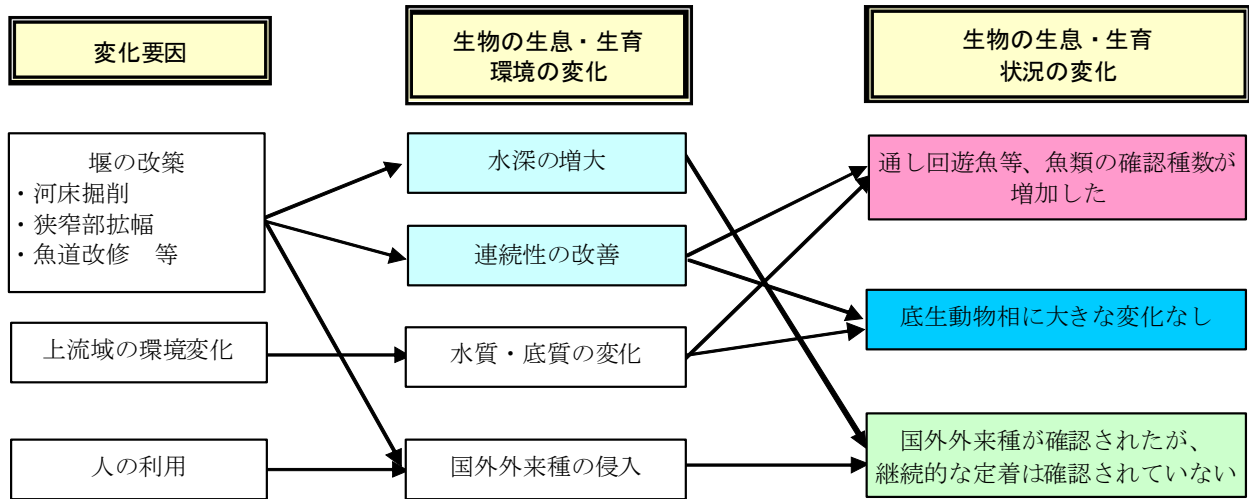 変化要因
生物の生息・生育
環境の変化
生物の生息・生育
状況の変化
堰の改築
・河床掘削
・狭窄部拡幅
・魚道改修　等
水深の増大
通し回遊魚等、魚類の確認種数が
増加した
連続性の改善
底生動物相に大きな変化なし
上流域の環境変化
水質・底質の変化
人の利用
国外外来種の侵入
国外外来種が確認されたが、
継続的な定着は確認されていない